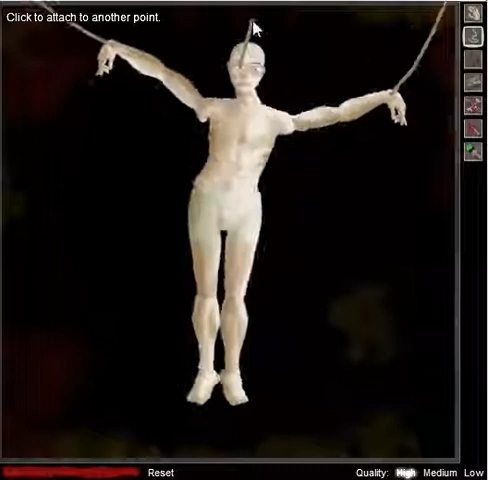 Click to attach to another point.
Reset
Quality: High Medium Low